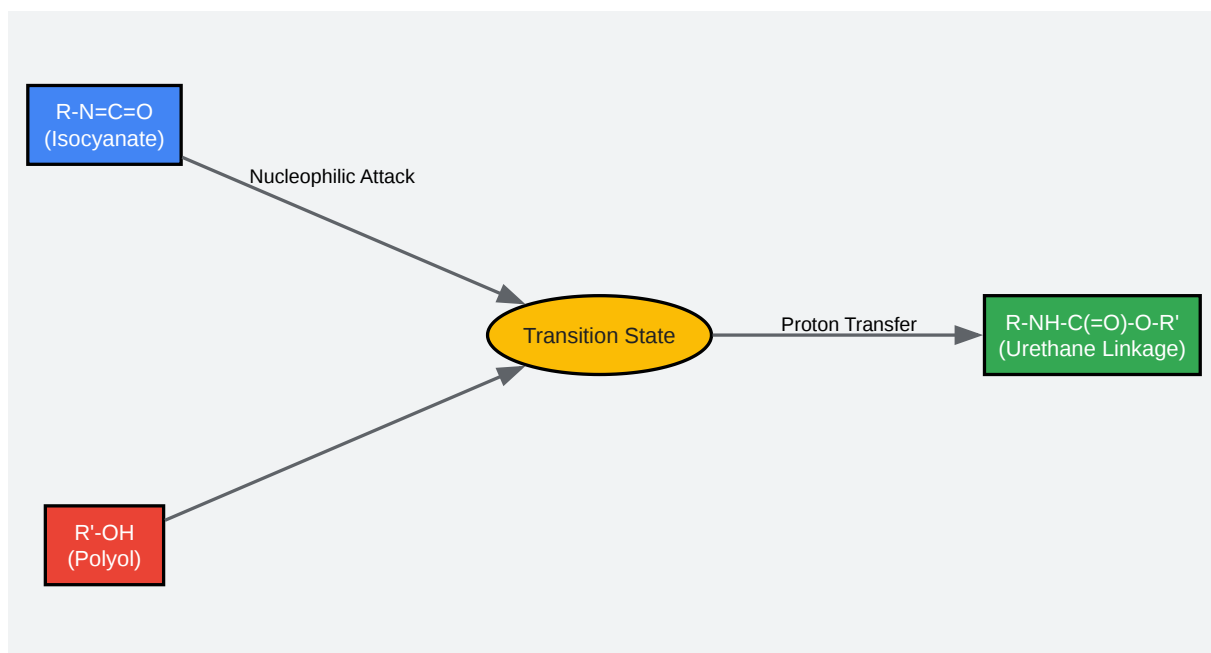 R-N=C=O
(Isocyanate)
Nucleophilic Attack
Transition State
Proton Transfer
R-NH-C(=O)-O-R'
(Urethane Linkage)
R'-OH
(Polyol)